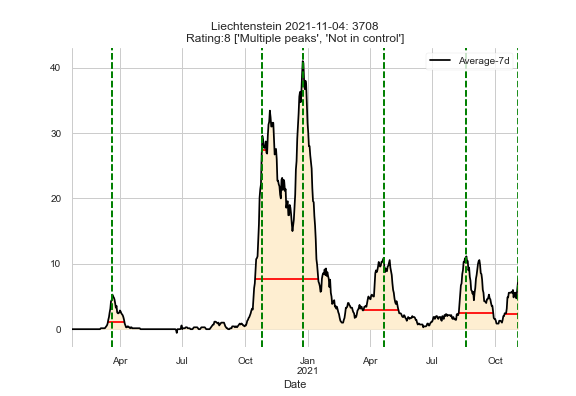 Liechtenstein 2021-11-04: 3708
Rating:8 ['Multiple peaks', 'Not in control']
Average-7d
40
30
20
10
0
Apr Jul Oct Jan Apr Jul Oct
2021
Date